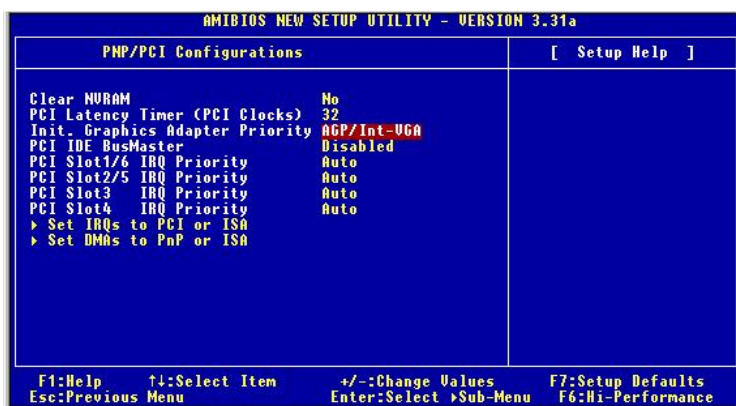 AMIBIOS NEW SETUP UTILITY - VERSION 3.31a
PNP/PCI Configurations
[ Setup Help ]
Clear NVRAM No
PCI Latency Timer (PCI Clocks) 32
Init. Graphics Adapter Priority AGP/Int-VGA
PCI IDE BusMaster Disabled
PCI Slot1/6 IRQ Priority Auto
PCI Slot2/5 IRQ Priority Auto
PCI Slot3 IRQ Priority Auto
PCI Slot4 IRQ Priority Auto
▸ Set IRQs to PCI or ISA
▸ Set DMAs to PnP or ISA
F1:Help ↑↓:Select Item +/-:Change Values F7:Setup Defaults
Esc:Previous Menu Enter:Select ▸Sub-Menu F6:Hi-Performance